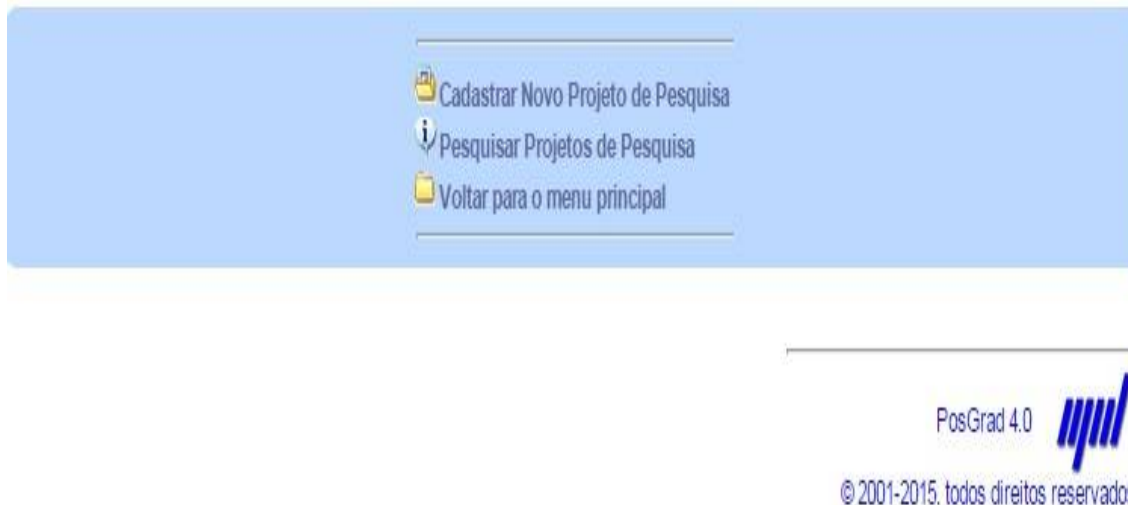 Cadastrar Novo Projeto de Pesquisa
Pesquisar Projetos de Pesquisa
Voltar para o menu principal
PosGrad 4.0
© 2001-2015, todos direitos reservados